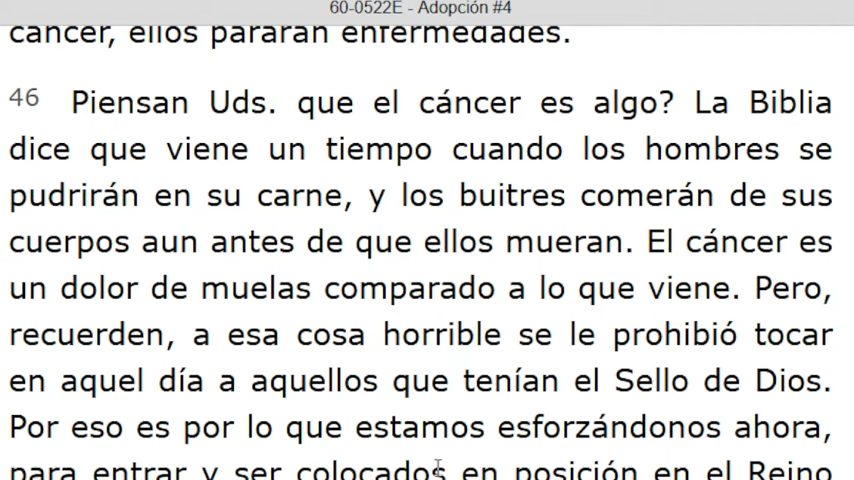 60-0522E - Adopción #4
cáncer, ellos pararán enfermedades.
46 Piensan Uds. que el cáncer es algo? La Biblia
dice que viene un tiempo cuando los hombres se
pudrirán en su carne, y los buitres comerán de sus
cuerpos aun antes de que ellos mueran. El cáncer es
un dolor de muelas comparado a lo que viene. Pero,
recuerden, a esa cosa horrible se le prohibió tocar
en aquel día a aquellos que tenían el Sello de Dios.
Por eso es por lo que estamos esforzándonos ahora,
para entrar y ser colocados en posición en el Reino